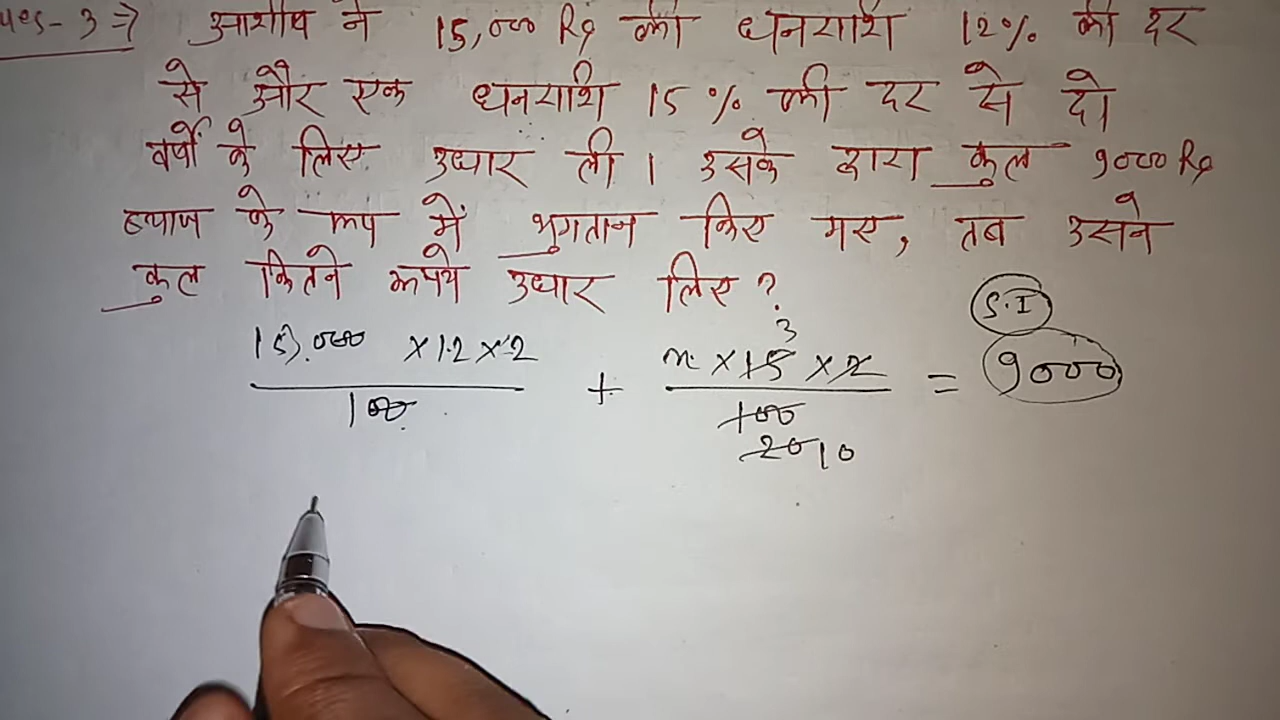 Ques-3 ⇒ आशीष ने 15,000 Rs की धनराशि 12% की दर
से और एक धनराशि 15% की दर से दो
वर्षों के लिए उधार ली। उसके द्वारा कुल 9000 Rs
ब्याज के रूप में भुगतान किए गए, तब उसने
कुल कितने रूपये उधार लिए?
S.I
3
15,000 ×12×2 + x×15×2 = 9000
100 100
20 10